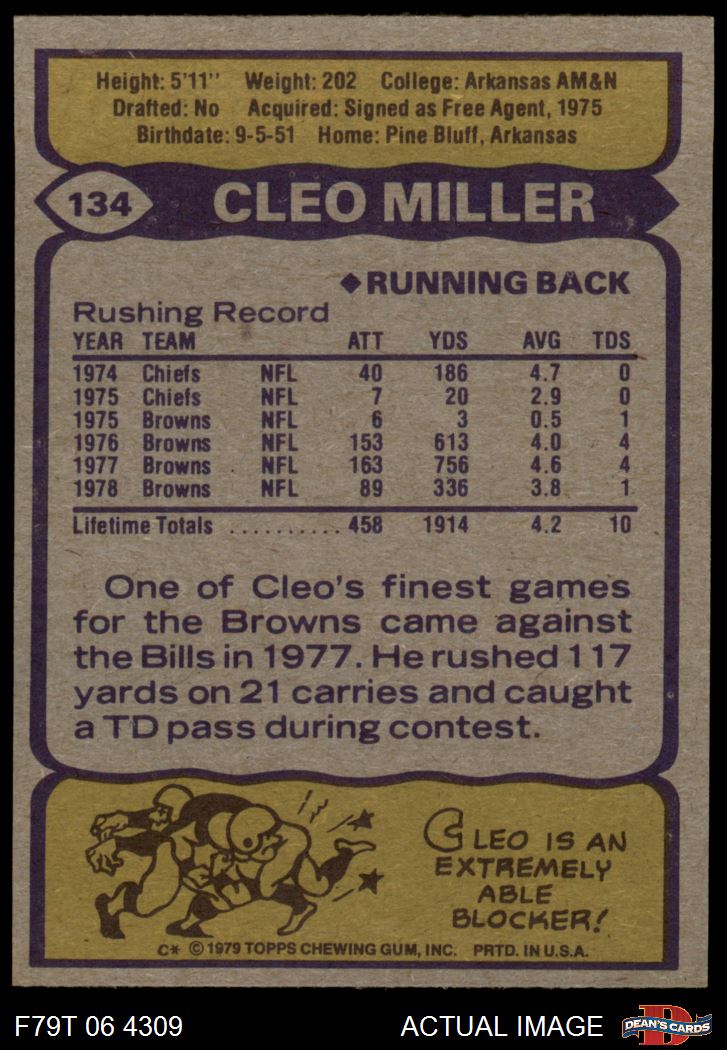 Height: 5'11" Weight: 202 College: Arkansas AM&N
Drafted: No Acquired: Signed as Free Agent, 1975
Birthdate: 9-5-51 Home: Pine Bluff, Arkansas
134 CLEO MILLER
◆RUNNING BACK
Rushing Record
YEAR TEAM ATT YDS AVG TDS
1974 Chiefs NFL 40 186 4.7 0
1975 Chiefs NFL 7 20 2.9 0
1975 Browns NFL 6 3 0.5 1
1976 Browns NFL 153 613 4.0 4
1977 Browns NFL 163 756 4.6 4
1978 Browns NFL 89 336 3.8 1
Lifetime Totals .......... 458 1914 4.2 10
One of Cleo's finest games
for the Browns came against
the Bills in 1977. He rushed 117
yards on 21 carries and caught
a TD pass during contest.
CLEO IS AN
EXTREMELY
ABLE
BLOCKER!
C* © 1979 TOPPS CHEWING GUM, INC. PRTD. IN U.S.A.
F79T 06 4309 ACTUAL IMAGE D DEAN'S CARDS